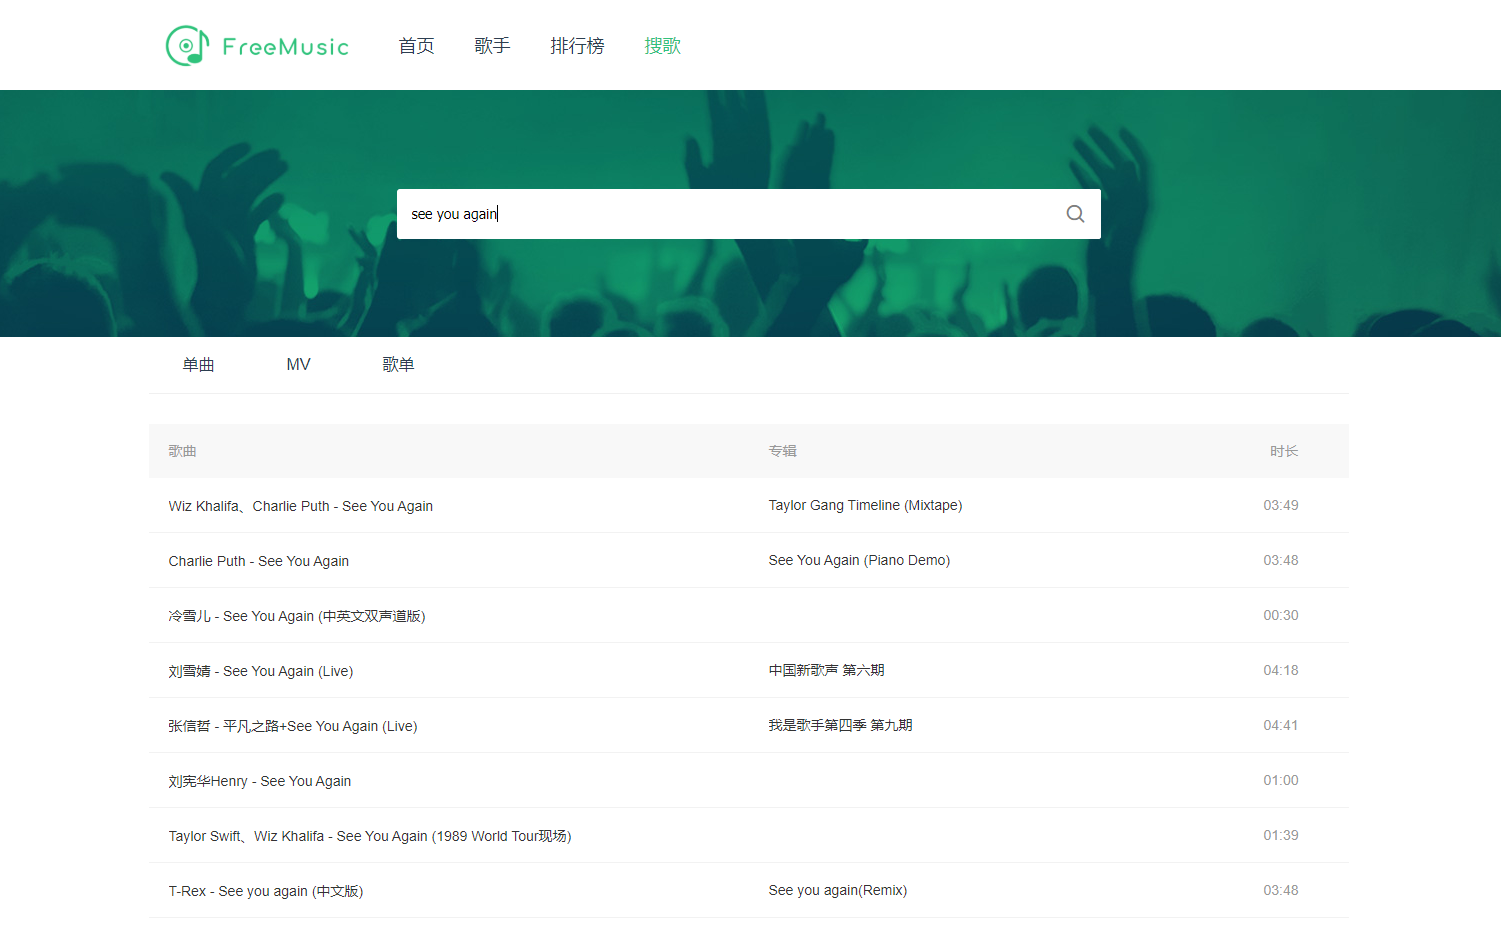 FreeMusic 首页 歌手 排行榜 搜歌
see you again
单曲 MV 歌单
歌曲 专辑 时长
Wiz Khalifa、Charlie Puth - See You Again Taylor Gang Timeline (Mixtape) 03:49
Charlie Puth - See You Again See You Again (Piano Demo) 03:48
冷雪儿 - See You Again (中英文双声道版) 00:30
刘雪婧 - See You Again (Live) 中国新歌声 第六期 04:18
张信哲 - 平凡之路+See You Again (Live) 我是歌手第四季 第九期 04:41
刘宪华Henry - See You Again 01:00
Taylor Swift、Wiz Khalifa - See You Again (1989 World Tour现场) 01:39
T-Rex - See you again (中文版) See you again(Remix) 03:48